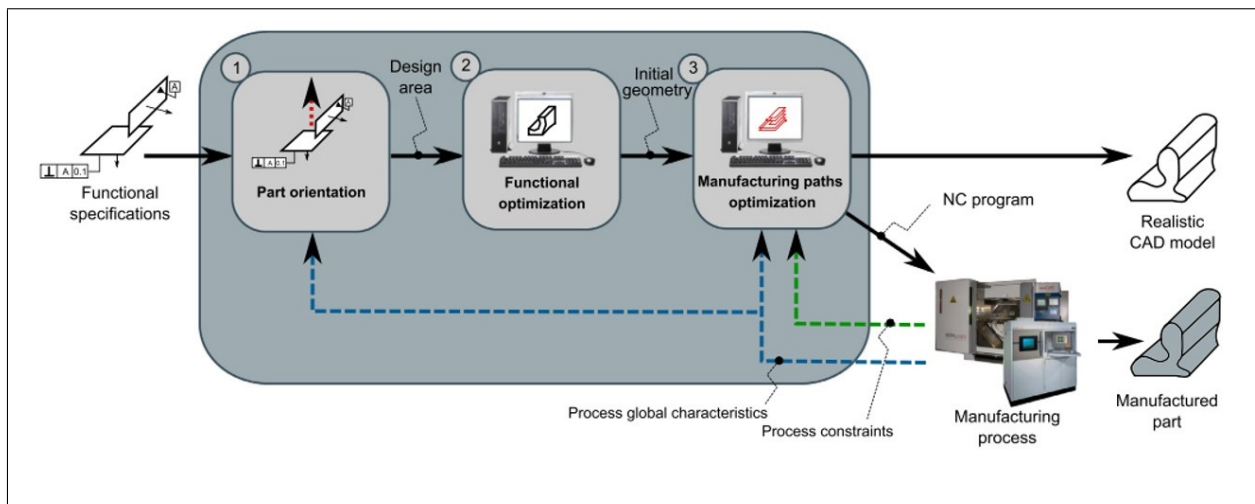 1
Part orientation
Design
area
2
Functional
optimization
Initial
geometry
3
Manufacturing paths
optimization
A
⊥ A 0.1
Functional
specifications
A
⊥ A 0.1
NC program
Realistic
CAD model
Process global characteristics
Process constraints
Manufacturing
process
Manufactured
part